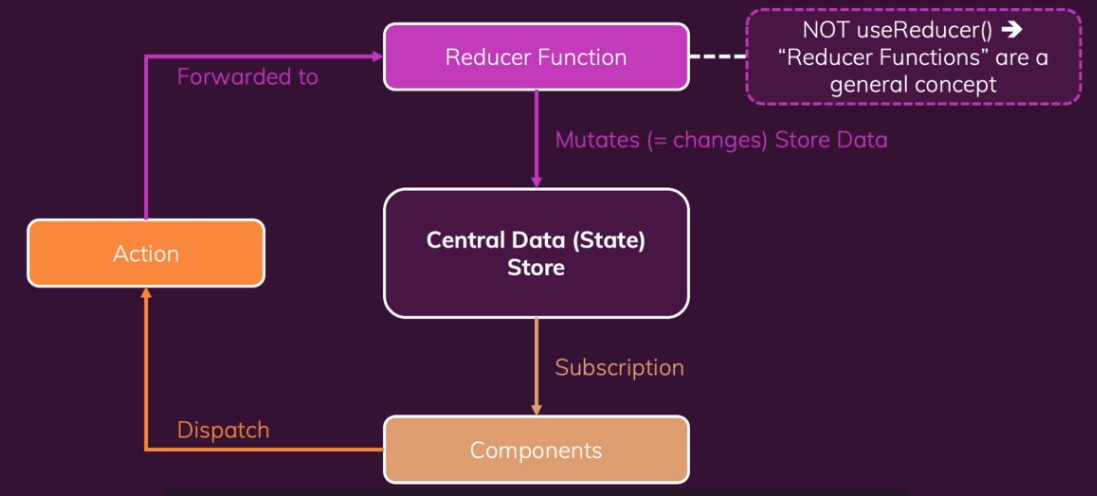 Reducer Function
NOT useReducer() ➔
“Reducer Functions” are a
general concept
Forwarded to
Mutates (= changes) Store Data
Action
Central Data (State)
Store
Subscription
Dispatch
Components